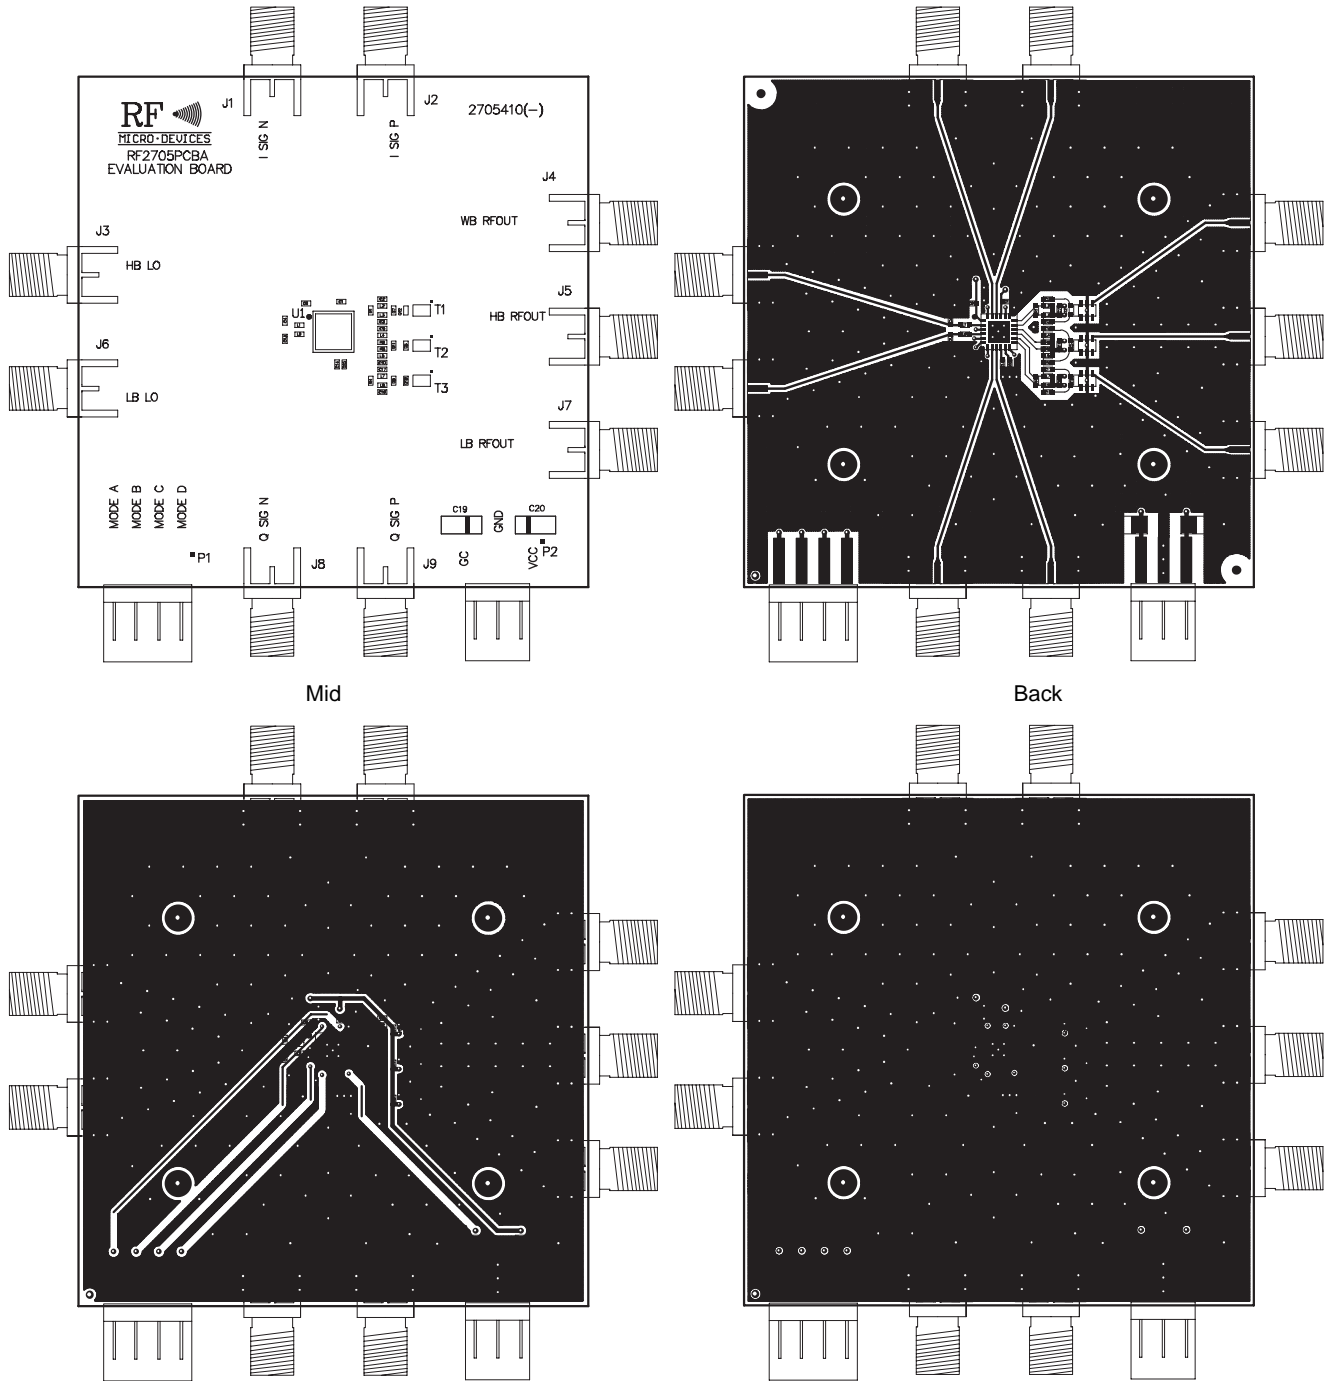 J1
J2
RF
MICRO·DEVICES
RF2705PCBA
EVALUATION BOARD
I SIG N
I SIG P
2705410(-)
J4
WB RFOUT
J3
HB LO
J5
HB RFOUT
U1
T1
T2
T3
J6
LB LO
J7
LB RFOUT
MODE A
MODE B
MODE C
MODE D
Q SIG N
Q SIG P
C19
GND
C20
P1
J8
J9
GC
VCC
P2
Mid
Back